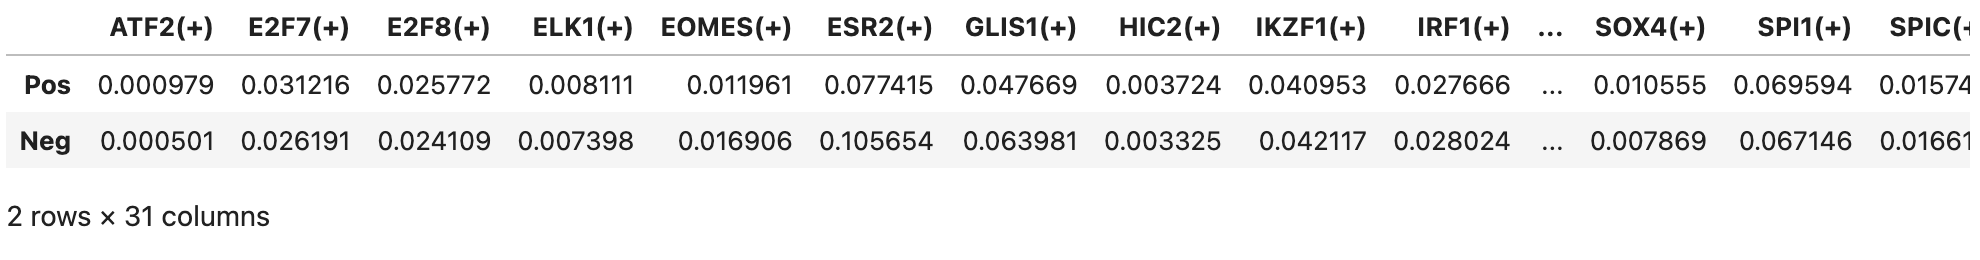 ATF2(+) E2F7(+) E2F8(+) ELK1(+) EOMES(+) ESR2(+) GLIS1(+) HIC2(+) IKZF1(+) IRF1(+) ... SOX4(+) SPI1(+) SPIC(+
Pos 0.000979 0.031216 0.025772 0.008111 0.011961 0.077415 0.047669 0.003724 0.040953 0.027666 ... 0.010555 0.069594 0.01574
Neg 0.000501 0.026191 0.024109 0.007398 0.016906 0.105654 0.063981 0.003325 0.042117 0.028024 ... 0.007869 0.067146 0.01661
2 rows × 31 columns